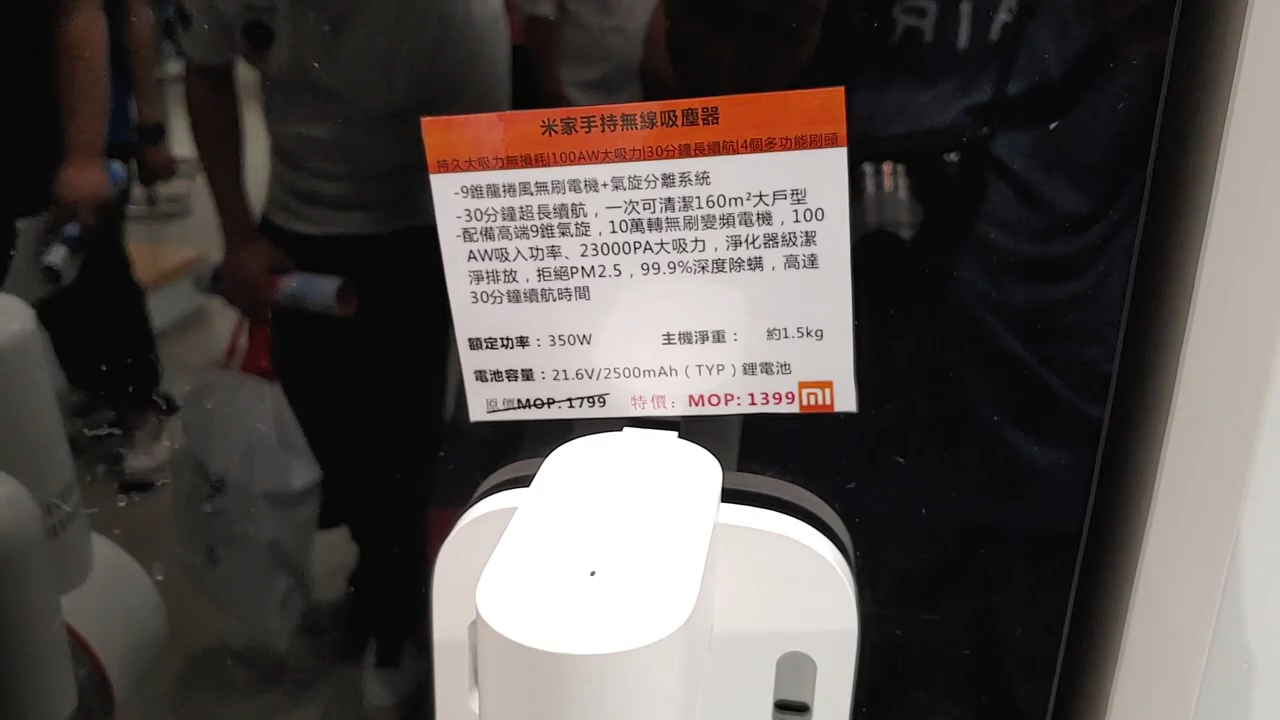 米家手持無線吸塵器
持久大吸力無損耗|100AW大吸力|30分鐘長續航|4個多功能刷頭
-9錐龍捲風無刷電機+氣旋分離系統
-30分鐘超長續航，一次可清潔160m²大戶型
-配備高端9錐氣旋，10萬轉無刷變頻電機，100
AW吸入功率、23000PA大吸力，淨化器級潔
淨排放，拒絕PM2.5，99.9%深度除螨，高達
30分鐘續航時間
額定功率：350W 主機淨重： 約1.5kg
電池容量：21.6V/2500mAh（TYP）鋰電池
原價MOP:1799 特價：MOP:1399 mi
AIR